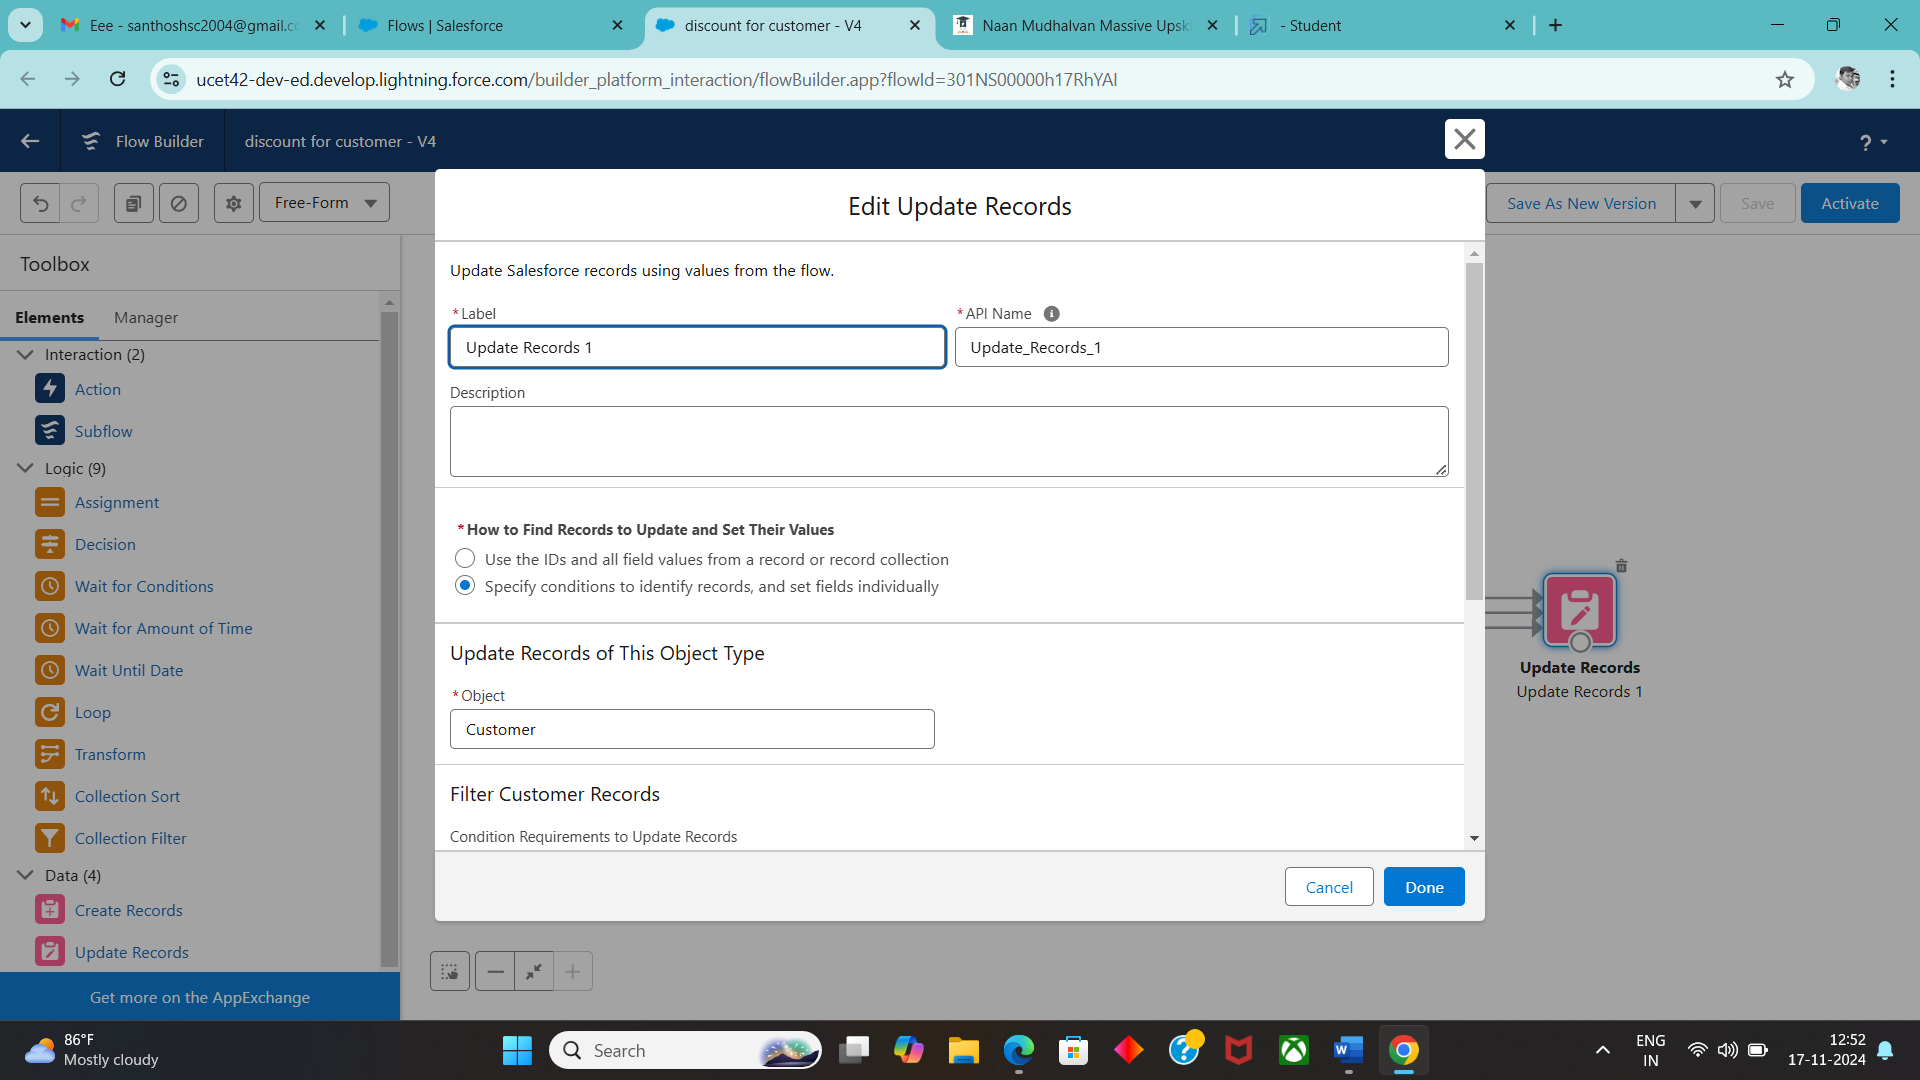 Eee - santhoshsc2004@gmail.co
Flows | Salesforce
discount for customer - V4
Naan Mudhalvan Massive Upsk
- Student
ucet42-dev-ed.develop.lightning.force.com/builder_platform_interaction/flowBuilder.app?flowId=301NS00000h17RhYAI
Flow Builder
discount for customer - V4
?
Free-Form
Save As New Version
Save
Activate
Toolbox
Elements
Manager
Interaction (2)
Action
Subflow
Logic (9)
Assignment
Decision
Wait for Conditions
Wait for Amount of Time
Wait Until Date
Loop
Transform
Collection Sort
Collection Filter
Data (4)
Create Records
Update Records
Get more on the AppExchange
Edit Update Records
Update Salesforce records using values from the flow.
*Label
*API Name
Update Records 1
Update_Records_1
Description
*How to Find Records to Update and Set Their Values
Use the IDs and all field values from a record or record collection
Specify conditions to identify records, and set fields individually
Update Records of This Object Type
*Object
Customer
Filter Customer Records
Condition Requirements to Update Records
Cancel
Done
Update Records
Update Records 1
86°F
Mostly cloudy
Search
ENG
IN
12:52
17-11-2024